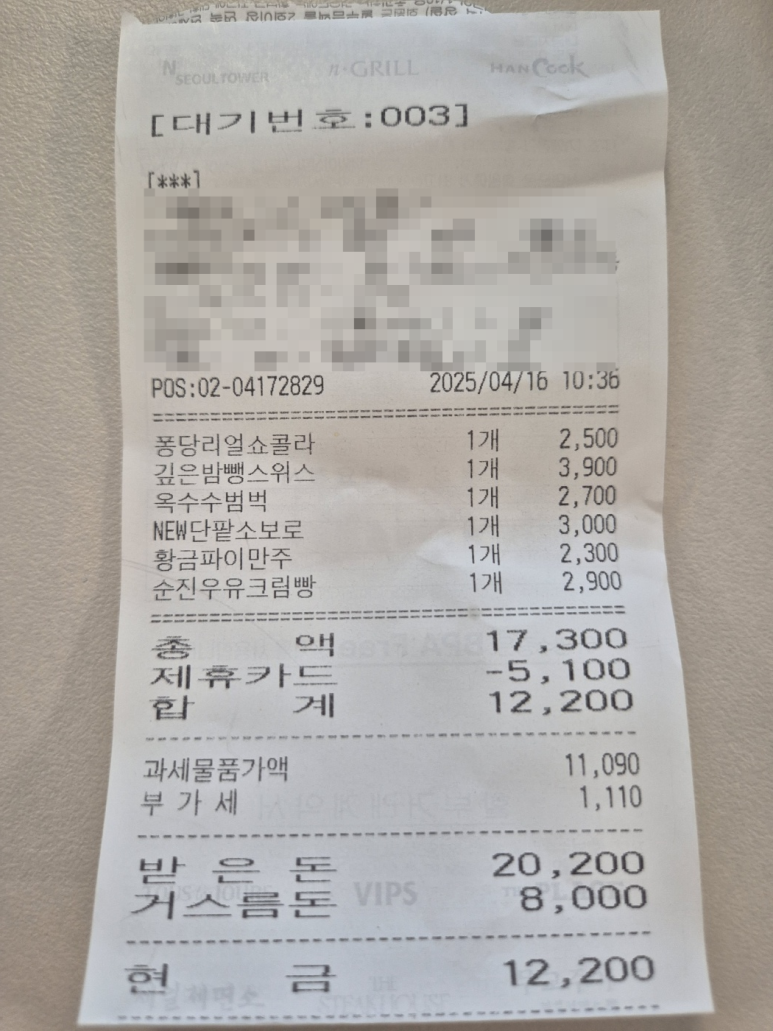 N
SEOULTOWER
n·GRILL
HANCook
[대기번호:003]
[***]
POS:02-04172829 2025/04/16 10:36
퐁당리얼쇼콜라 1개 2,500
깊은밤뺑스위스 1개 3,900
옥수수범벅 1개 2,700
NEW단팥소보로 1개 3,000
황금파이만주 1개 2,300
순진우유크림빵 1개 2,900
총 액 17,300
제휴카드 -5,100
합 계 12,200
과세물품가액 11,090
부 가 세 1,110
받 은 돈 20,200
VIPS
거스름돈 8,000
현 금 12,200